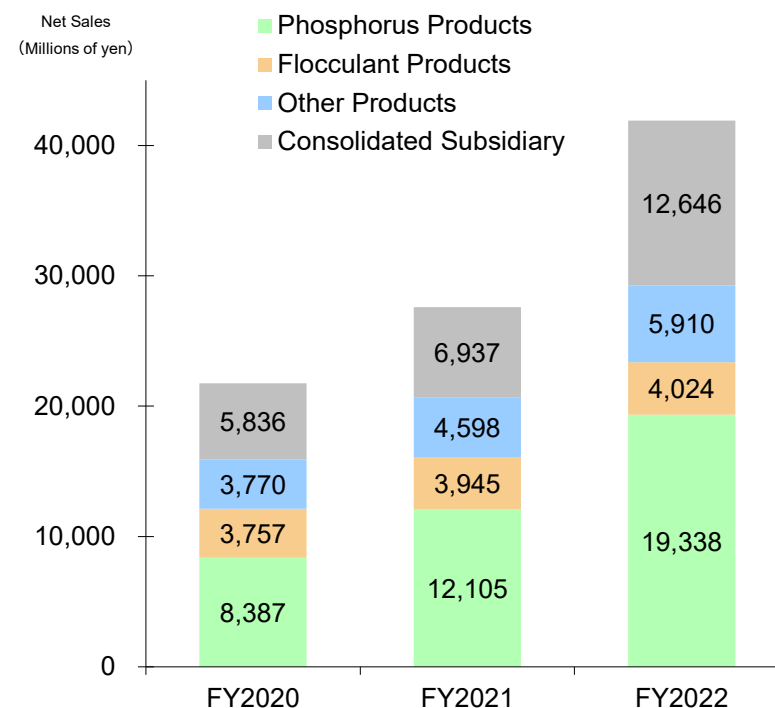 Net Sales
（Millions of yen）
Phosphorus Products
Flocculant Products
Other Products
Consolidated Subsidiary
40,000
30,000
20,000
10,000
0
5,836
3,770
3,757
8,387
6,937
4,598
3,945
12,105
12,646
5,910
4,024
19,338
FY2020
FY2021
FY2022